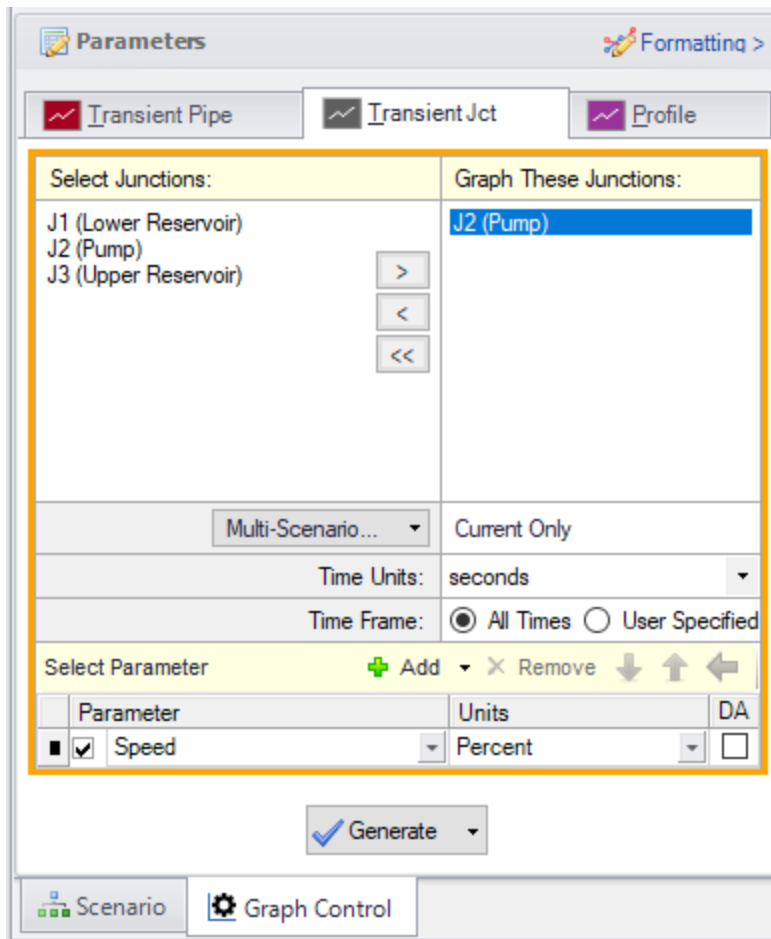 Parameters
Formatting >
Transient Pipe
Transient Jct
Profile
Select Junctions:
Graph These Junctions:
J1 (Lower Reservoir)
J2 (Pump)
J3 (Upper Reservoir)
J2 (Pump)
>
<
<<
Multi-Scenario...
Current Only
Time Units:
seconds
Time Frame:
All Times
User Specified
Select Parameter
Add
Remove
Parameter
Units
DA
Speed
Percent
Generate
Scenario
Graph Control